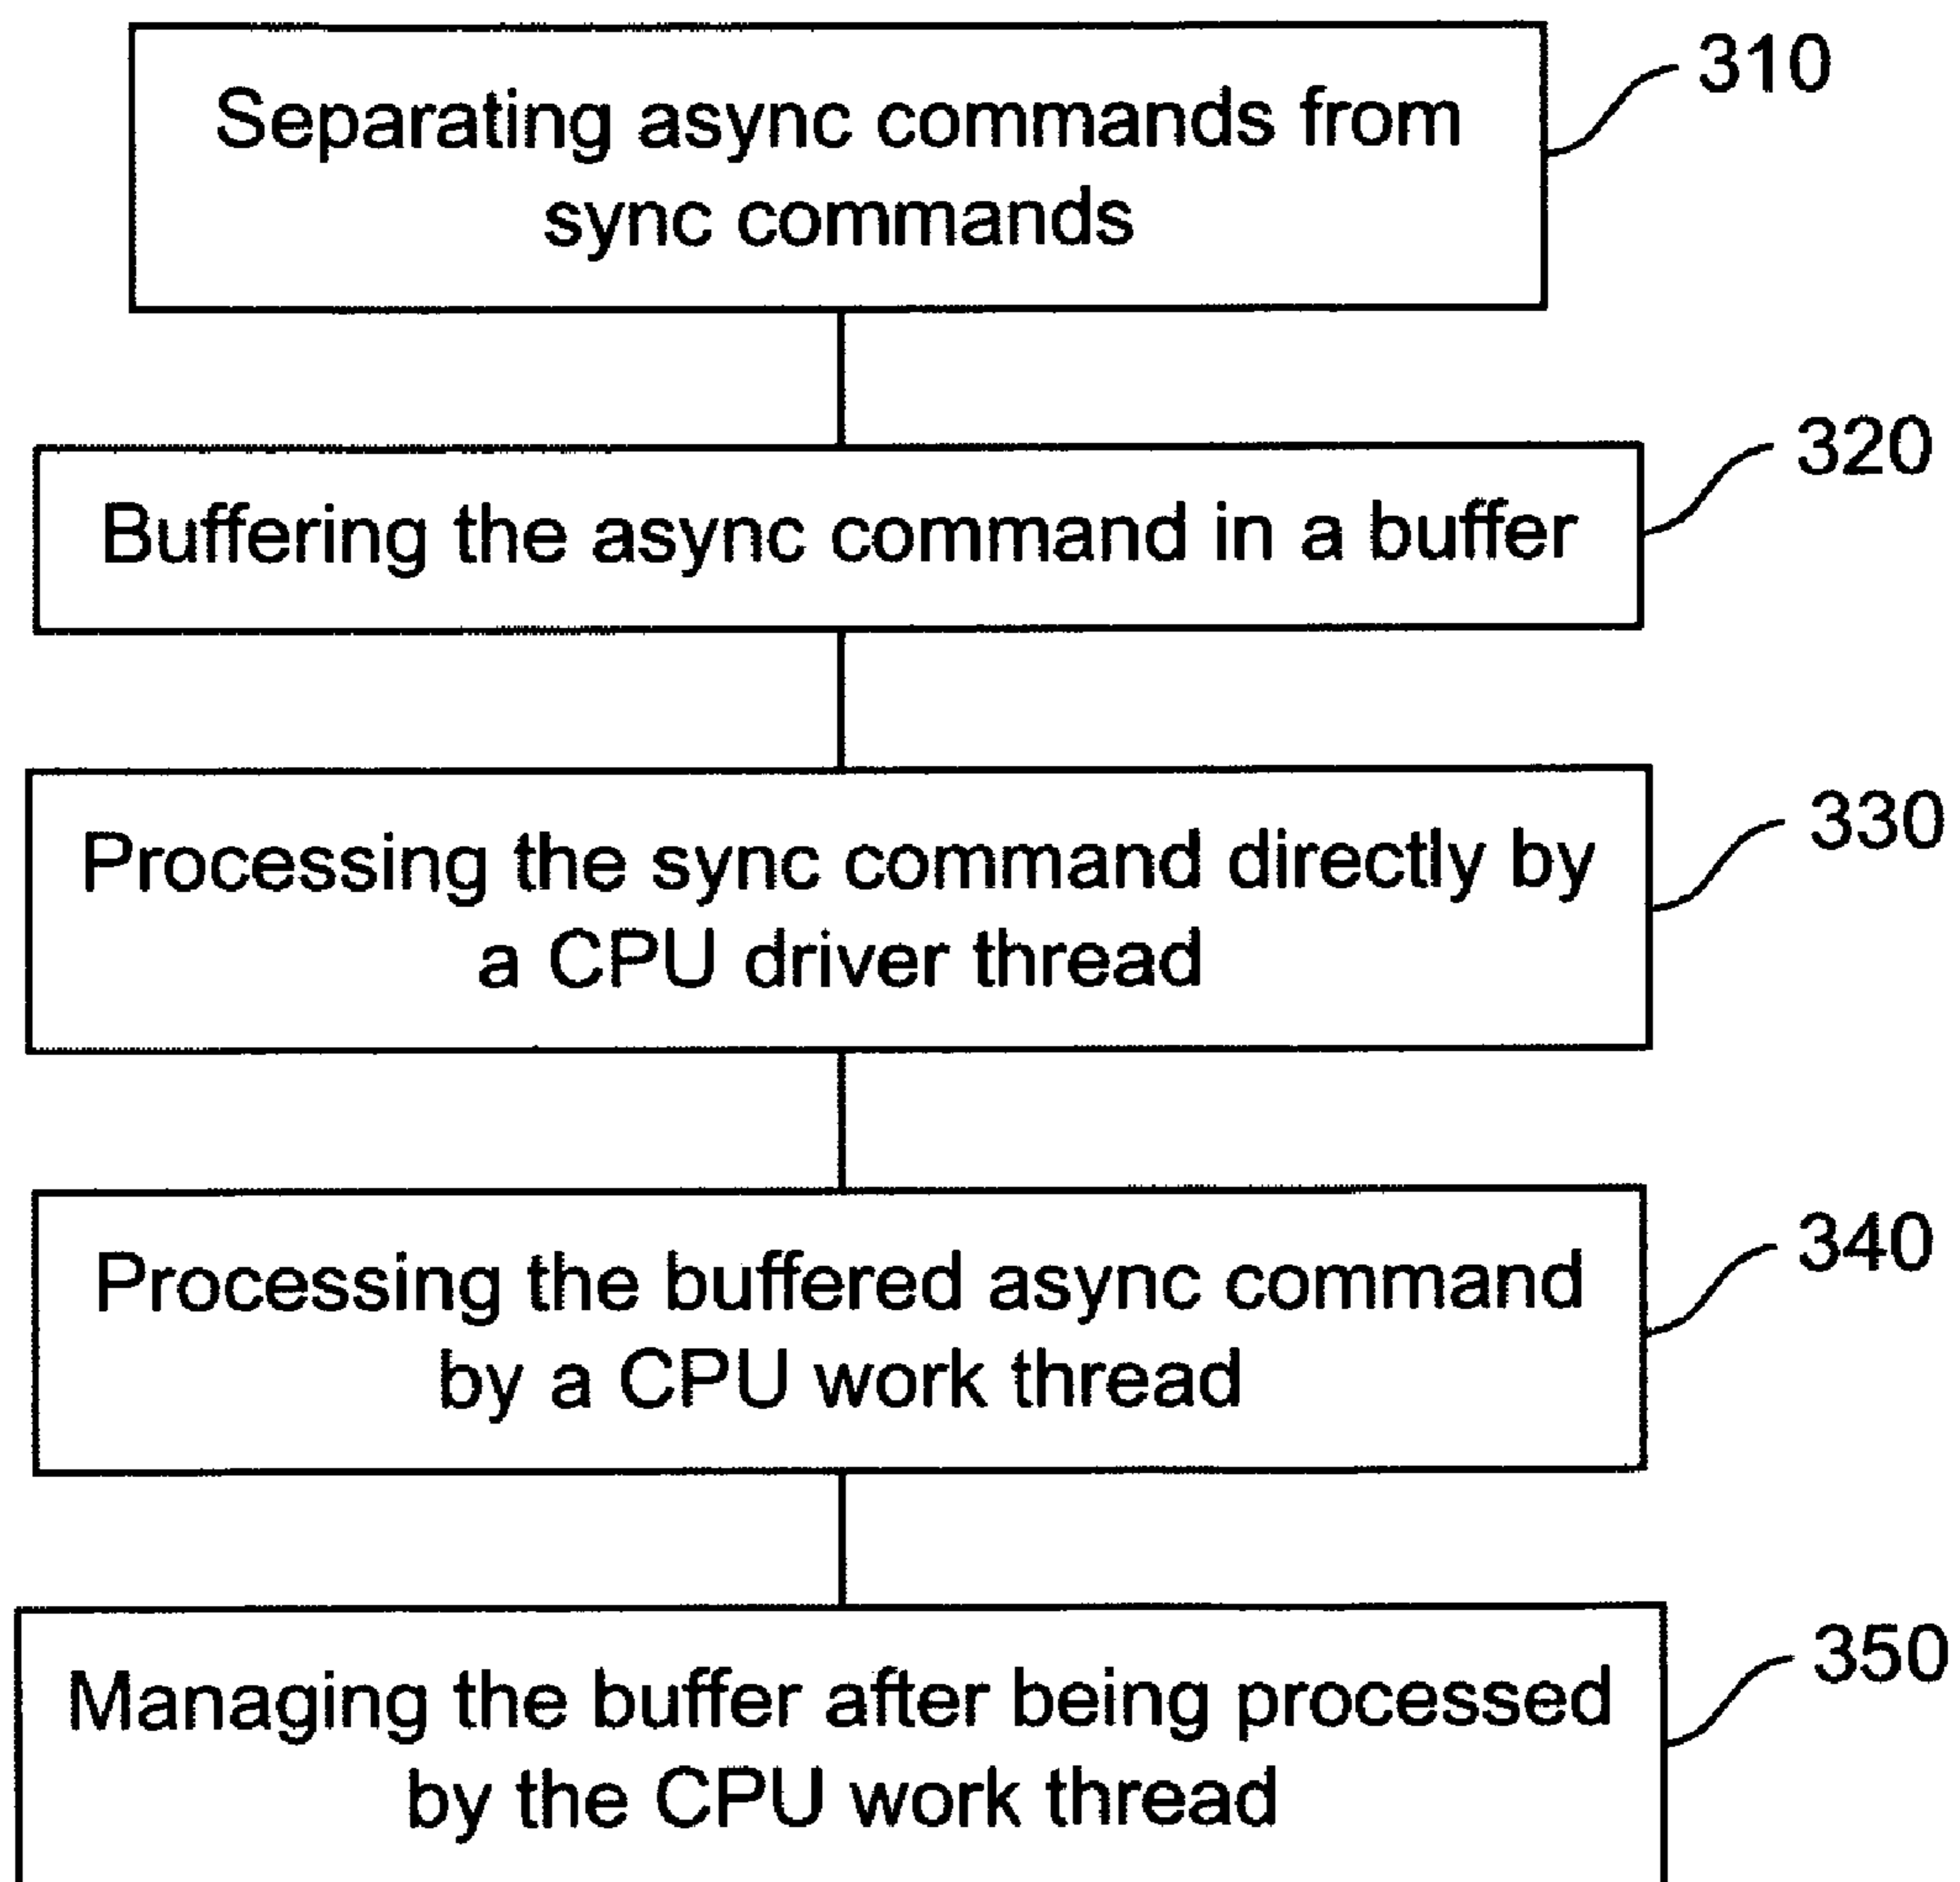 Separating async commands from
sync commands
310
Buffering the async command in a buffer
320
Processing the sync command directly by
a CPU driver thread
330
Processing the buffered async command
by a CPU work thread
340
Managing the buffer after being processed
by the CPU work thread
350